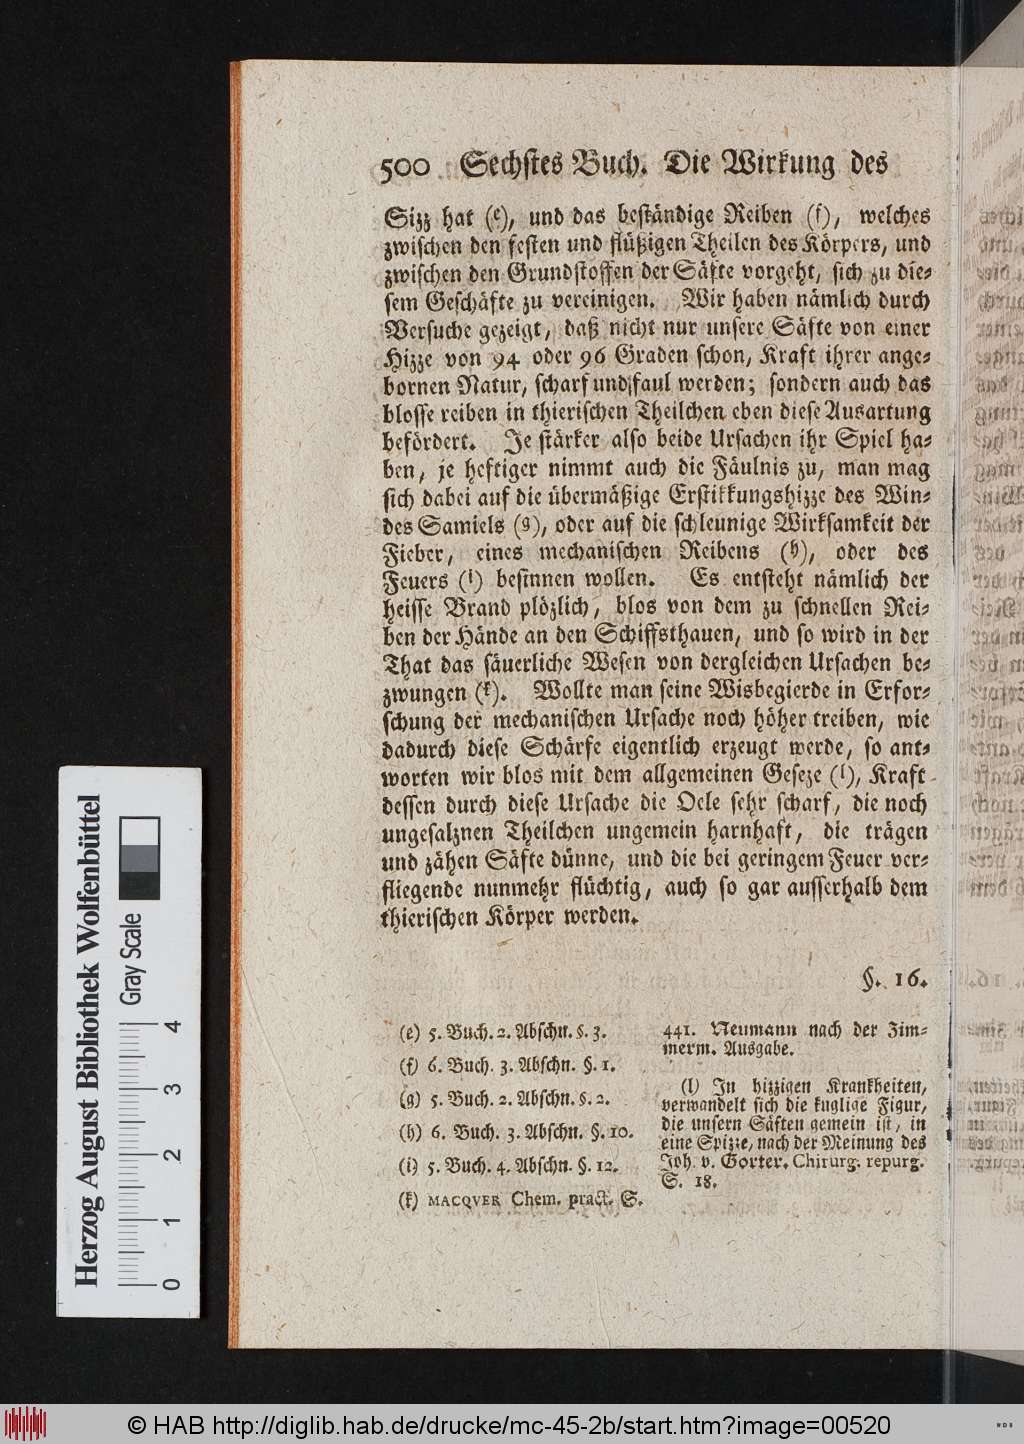 500 Sechstes Buch. Die Wirkung des
Sizz hat (e), und das beständige Reiben (f), welches
zwischen den festen und flüßigen Theilen des Körpers, und
zwischen den Grundstoffen der Säfte vorgeht, sich zu die-
sem Geschäfte zu vereinigen. Wir haben nämlich durch
Versuche gezeigt, daß nicht nur unsere Säfte von einer
Hizze von 94 oder 96 Graden schon, Kraft ihrer ange-
bornen Natur, scharf und faul werden; sondern auch das
blosse reiben in thierischen Theilchen eben diese Ausartung
befördert. Je stärker also beide Ursachen ihr Spiel ha-
ben, je heftiger nimmt auch die Fäulnis zu, man mag
sich dabei auf die übermäßige Erstikkungshizze des Win-
des Samiels (g), oder auf die schleunige Wirksamkeit der
Fieber, eines mechanischen Reibens (h), oder des
Feuers (i) besinnen wollen. Es entsteht nämlich der
heisse Brand plözlich, blos von dem zu schnellen Rei-
ben der Hände an den Schiffsthauen, und so wird in der
That das säuerliche Wesen von dergleichen Ursachen be-
zwungen (k). Wollte man seine Wisbegierde in Erfor-
schung der mechanischen Ursache noch höher treiben, wie
dadurch diese Schärfe eigentlich erzeugt werde, so ant-
worten wir blos mit dem allgemeinen Geseze (l), Kraft
dessen durch diese Ursache die Oele sehr scharf, die noch
ungesalznen Theilchen ungemein harnhaft, die trägen
und zähen Säfte dünne, und die bei geringem Feuer ver-
fliegende nunmehr flüchtig, auch so gar ausserhalb dem
thierischen Körper werden.
§. 16.
(e) 5. Buch. 2. Abschn. §. 3.
(f) 6. Buch. 3. Abschn. §. 1.
(g) 5. Buch. 2. Abschn. §. 2.
(h) 6. Buch. 3. Abschn. §. 10.
(i) 5. Buch. 4. Abschn. §. 12.
(k) MACQVER Chem. pract. S.
441. Neumann nach der Zim-
merm. Ausgabe.
(l) In hizzigen Krankheiten,
verwandelt sich die kuglige Figur,
die unsern Säften gemein ist, in
eine Spizze, nach der Meinung des
Joh. v. Gorter. Chirurg. repurg.
S. 18.
Herzog August Bibliothek Wolfenbüttel
Gray Scale
0 1 2 3 4
© HAB http://diglib.hab.de/drucke/mc-45-2b/start.htm?image=00520